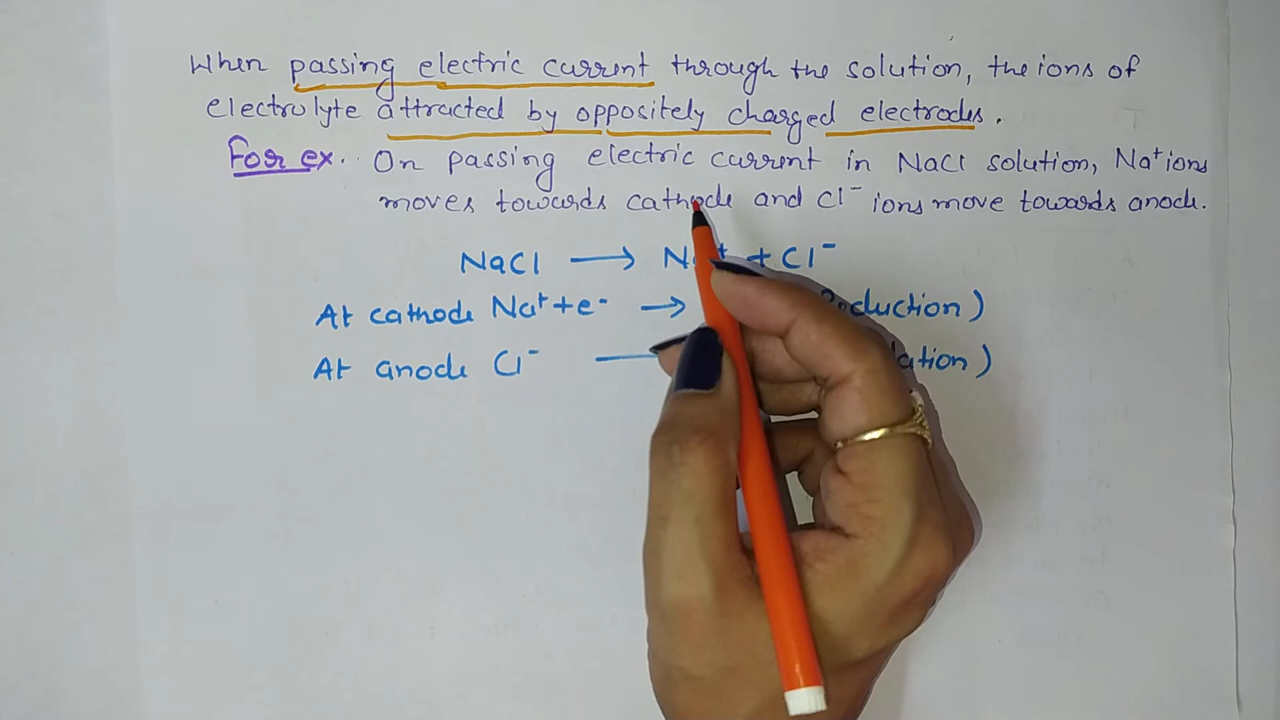 When passing electric current through the solution, the ions of
electrolyte attracted by oppositely charged electrodes.
For ex. On passing electric current in NaCl solution, Na⁺ ions
moves towards cathode and Cl⁻ ions move towards anode.
NaCl → + Cl⁻
At cathode Na⁺+e⁻ →
At anode Cl⁻